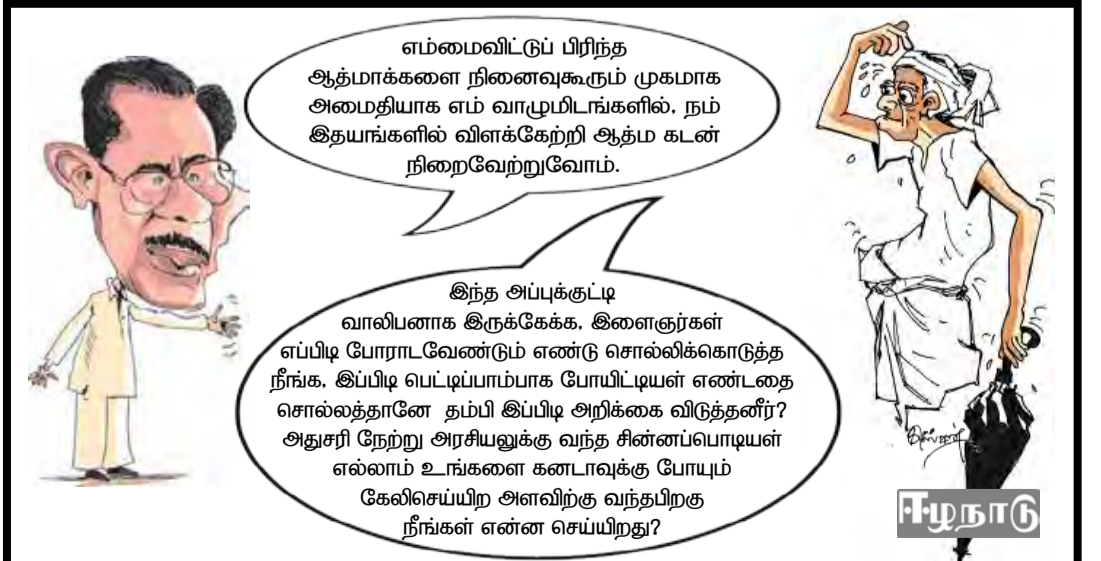 எம்மைவிட்டுப் பிரிந்த
ஆத்மாக்களை நினைவுகூரும் முகமாக
அமைதியாக எம் வாழுமிடங்களில், நம்
இதயங்களில் விளக்கேற்றி ஆத்ம கடன்
நிறைவேற்றுவோம்.
இந்த அப்புக்குட்டி
வாலிபனாக இருக்கேக்க, இளைஞர்கள்
எப்பிடி போராடவேண்டும் எண்டு சொல்லிக்கொடுத்த
நீங்க, இப்பிடி பெட்டிப்பாம்பாக போயிட்டியள் எண்டதை
சொல்லத்தானே தம்பி இப்பிடி அறிக்கை விடுத்தனீர்?
அதுசரி நேற்று அரசியலுக்கு வந்த சின்னப்பொடியள்
எல்லாம் உங்களை கனடாவுக்கு போயும்
கேலிசெய்யிற அளவிற்கு வந்தபிறகு
நீங்கள் என்ன செய்யிறது?
ஈழநாடு